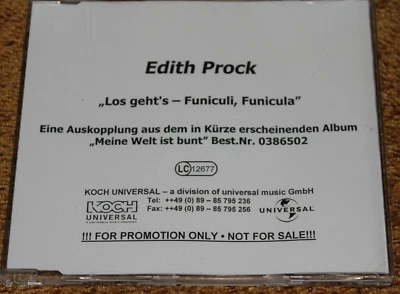 Edith Prock
„Los geht's – Funiculi, Funicula”
Eine Auskopplung aus dem in Kürze erscheinenden Album
„Meine Welt ist bunt” Best.Nr. 0386502
LC 12677
KOCH UNIVERSAL – a division of universal music GmbH
Tel: ++49 (0) 89 – 85 795 236
Fax: ++49 (0) 89 – 85 795 256
KOCH
UNIVERSAL
UNIVERSAL
!!! FOR PROMOTION ONLY • NOT FOR SALE!!!